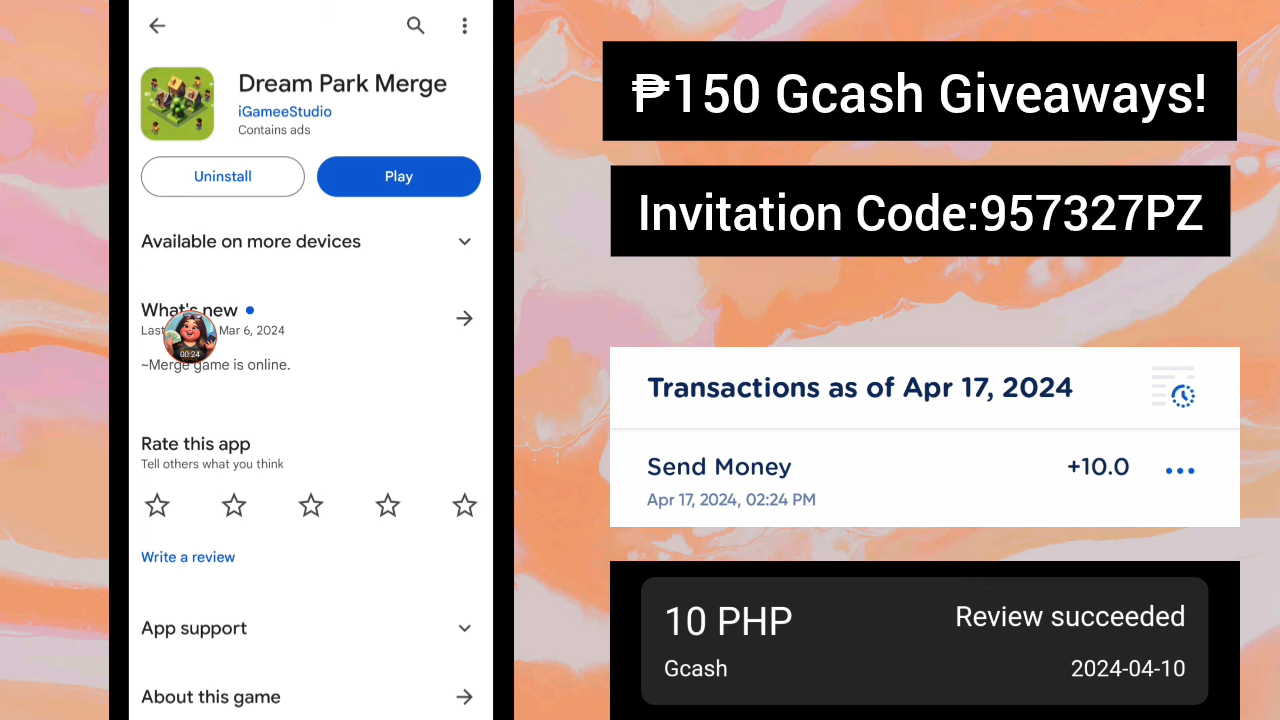 Dream Park Merge
iGameeStudio
Contains ads
Uninstall
Play
Available on more devices
What's new
Last Mar 6, 2024
00:24
~Merge game is online.
Rate this app
Tell others what you think
Write a review
App support
About this game
₱150 Gcash Giveaways!
Invitation Code:957327PZ
Transactions as of Apr 17, 2024
Send Money +10.0
Apr 17, 2024, 02:24 PM
10 PHP Review succeeded
Gcash 2024-04-10